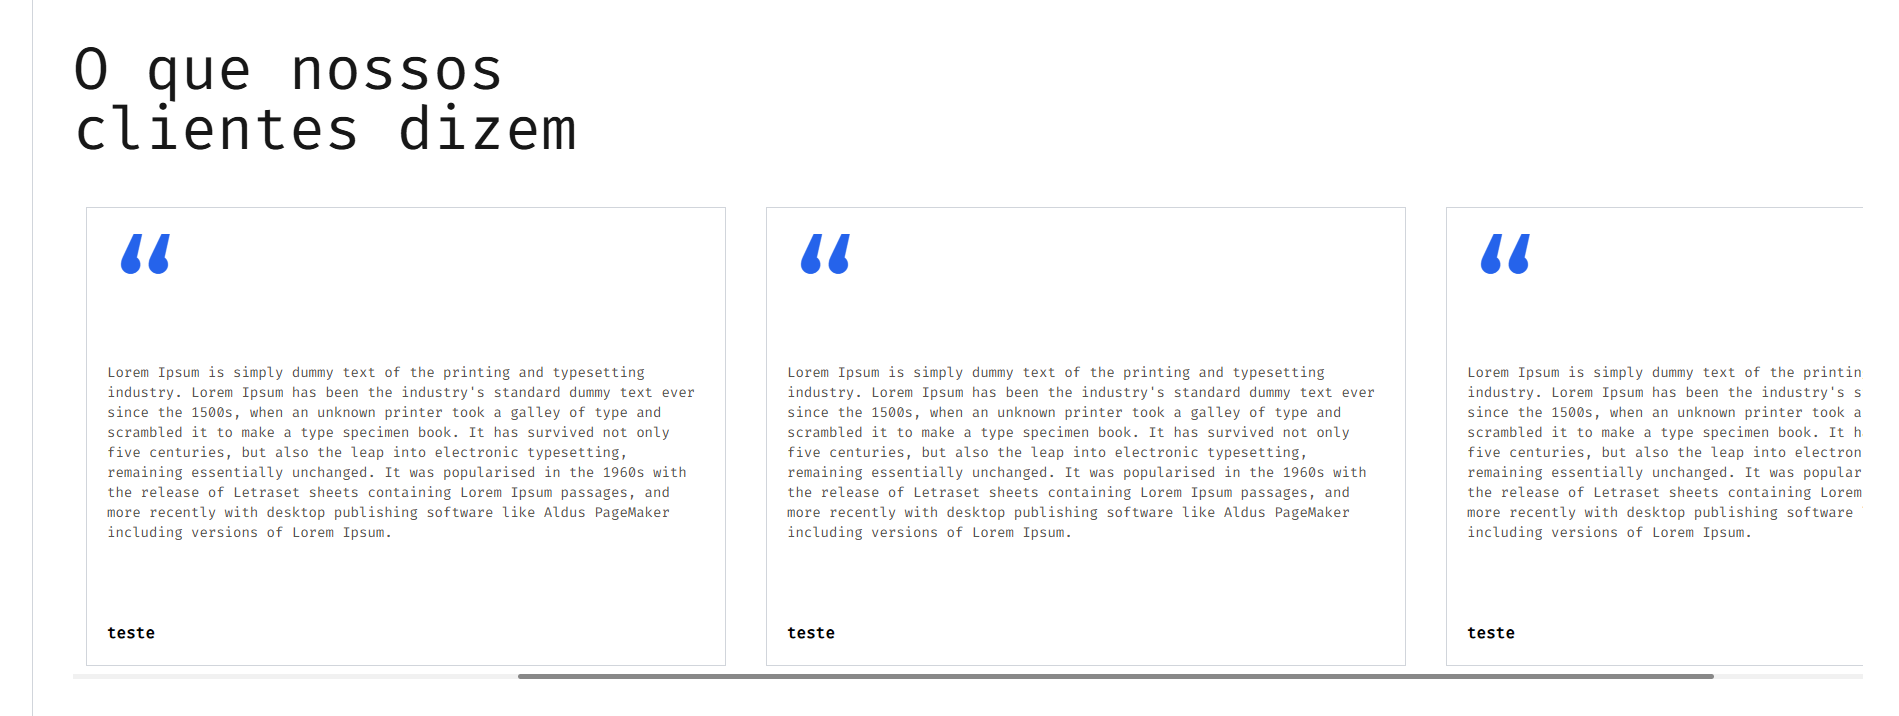 O que nossos
clientes dizem
“
Lorem Ipsum is simply dummy text of the printing and typesetting
industry. Lorem Ipsum has been the industry's standard dummy text ever
since the 1500s, when an unknown printer took a galley of type and
scrambled it to make a type specimen book. It has survived not only
five centuries, but also the leap into electronic typesetting,
remaining essentially unchanged. It was popularised in the 1960s with
the release of Letraset sheets containing Lorem Ipsum passages, and
more recently with desktop publishing software like Aldus PageMaker
including versions of Lorem Ipsum.
teste
“
Lorem Ipsum is simply dummy text of the printing and typesetting
industry. Lorem Ipsum has been the industry's standard dummy text ever
since the 1500s, when an unknown printer took a galley of type and
scrambled it to make a type specimen book. It has survived not only
five centuries, but also the leap into electronic typesetting,
remaining essentially unchanged. It was popularised in the 1960s with
the release of Letraset sheets containing Lorem Ipsum passages, and
more recently with desktop publishing software like Aldus PageMaker
including versions of Lorem Ipsum.
teste
“
Lorem Ipsum is simply dummy text of the printin
industry. Lorem Ipsum has been the industry's s
since the 1500s, when an unknown printer took a
scrambled it to make a type specimen book. It h
five centuries, but also the leap into electron
remaining essentially unchanged. It was popular
the release of Letraset sheets containing Lorem
more recently with desktop publishing software
including versions of Lorem Ipsum.
teste